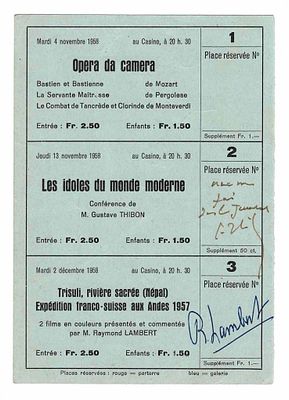 Mardi 4 novembre 1958 au Casino, à 20 h. 30
Opera da camera
Bastien et Bastienne de Mozart
La Servante Maîtr.sse de Pergolese
Le Combat de Tancrède et Clorinde de Monteverdi
Entrée : Fr. 2.50 Enfants : Fr. 1.50
1
Place réservée No
Supplément Fr. 1.—
Jeudi 13 novembre 1958 au Casino, à 20 h. 30
Les idoles du monde moderne
Conférence de
M. Gustave THIBON
Entrée : Fr. 2.50 Enfants : Fr. 1.50
2
Place réservée No
Supplément 50 ct.
Mardi 2 décembre 1958 au Casino, à 20 h. 30
Trisuli, rivière sacrée (Népal)
Expédition franco-suisse aux Andes 1957
2 films en couleurs présentés et commentés
par M. Raymond LAMBERT
Entrée : Fr. 2.50 Enfants : Fr. 1.50
3
Place réservée No
R. Lambert
Supplément Fr. 1.—
Places réservées : rouge — parterre bleu — galerie